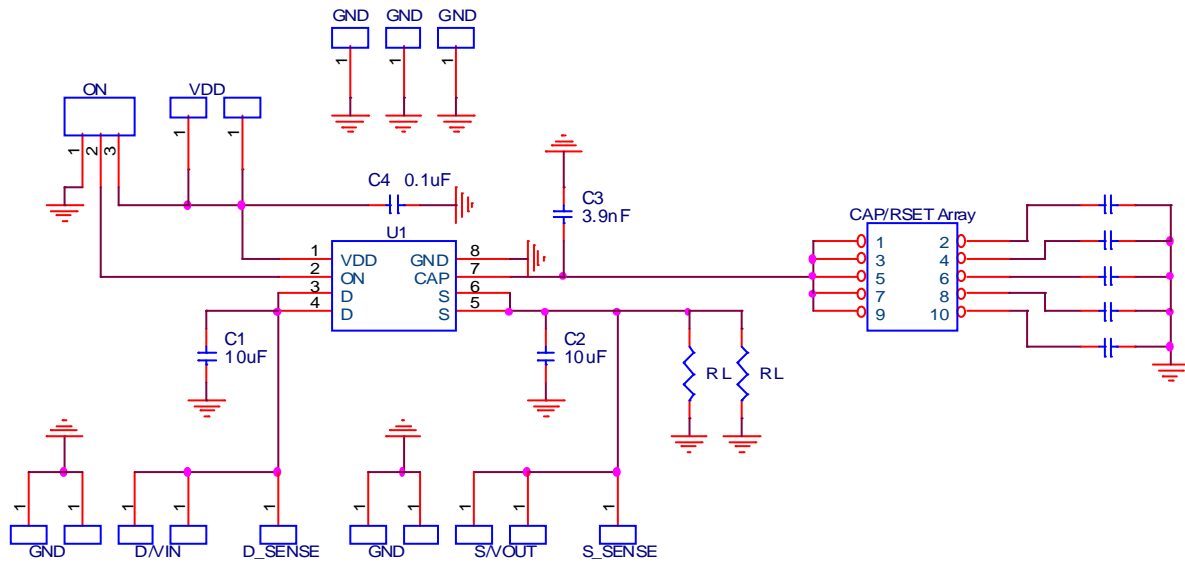 GND GND GND
1 1 1
ON VDD
1 2 3 1 1
C4 0.1uF
C3
3.9nF
CAP/RSET Array
U1
1 VDD GND 8
2 ON CAP 7
3 D S 6
4 D S 5
1 2
3 4
5 6
7 8
9 10
C1
10uF
C2
10uF
RL RL
1 1 1 1 1 1 1 1 1 1
GND D/VIN D_SENSE GND S/VOUT S_SENSE